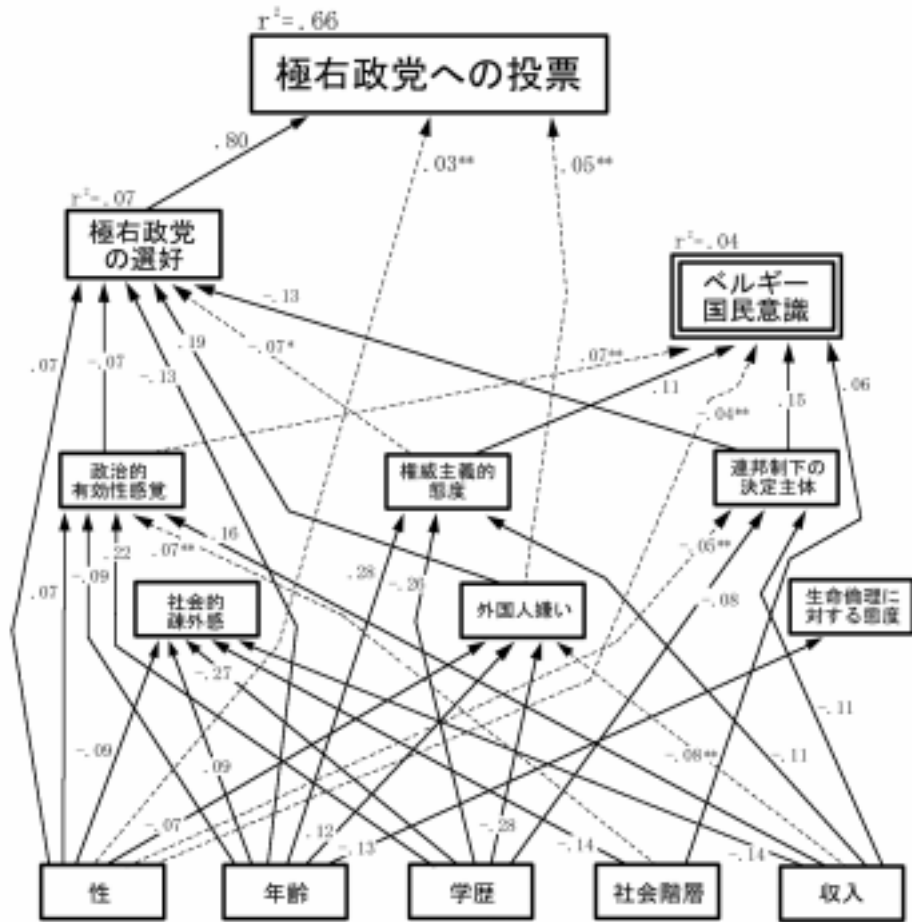 r²=.66
極右政党への投票
.80
.03**
.05**
r²=.07
極右政党
の選好
r²=.04
ベルギー
国民意識
-.13
.07
-.07
-.13
.19
-.07*
.07**
.11
-.04**
.15
.06
政治的
有効性感覚
権威主義的
態度
連邦制下の
決定主体
.07
-.09
.22
.07**
.16
.28
-.26
-.05**
-.08
社会的
疎外感
外国人嫌い
生命倫理に
対する態度
-.27
-.11
-.09
.09
-.08**
-.11
-.07
.12
-.13
-.28
-.14
-.14
性
年齢
学歴
社会階層
収入